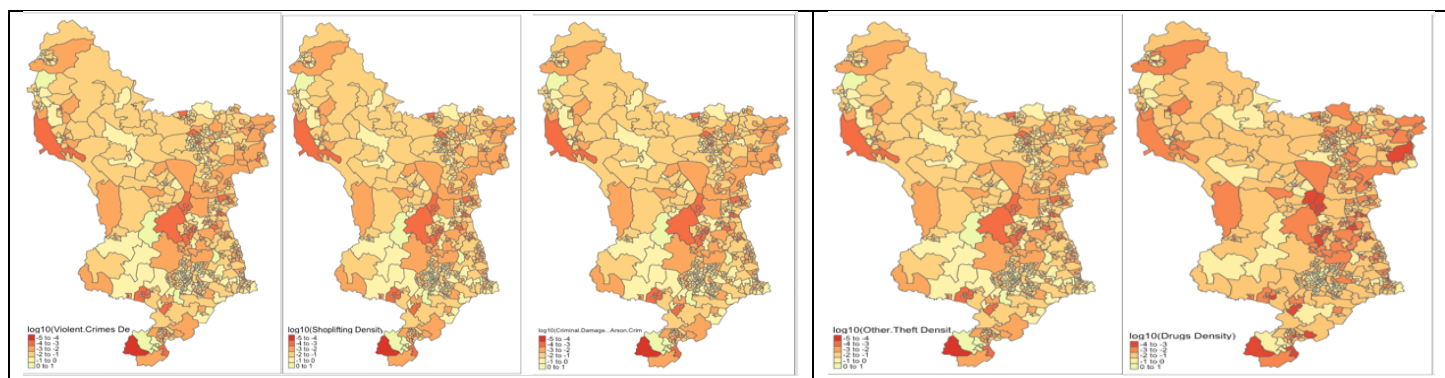 log10(Violent.Crimes De
-5 to -4
-4 to -3
-3 to -2
-2 to -1
-1 to 0
0 to 1
log10(Shoplifting Densit
-5 to -4
-4 to -3
-3 to -2
-2 to -1
-1 to 0
0 to 1
log10(Criminal.Damage...Arson.Crim
-5 to -4
-4 to -3
-3 to -2
-2 to -1
-1 to 0
0 to 1
log10(Other.Theft Densit
-5 to -4
-4 to -3
-3 to -2
-2 to -1
-1 to 0
0 to 1
log10(Drugs Density)
-4 to -3
-3 to -2
-2 to -1
-1 to 0
0 to 1